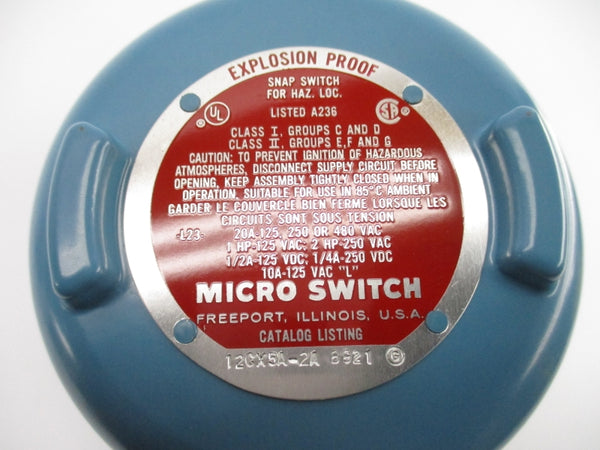 EXPLOSION PROOF
SNAP SWITCH
FOR HAZ. LOC.
UL ® LISTED A236 SA ®
CLASS I, GROUPS C AND D
CLASS II, GROUPS E,F AND G
CAUTION: TO PREVENT IGNITION OF HAZARDOUS
ATMOSPHERES, DISCONNECT SUPPLY CIRCUIT BEFORE
OPENING, KEEP ASSEMBLY TIGHTLY CLOSED WHEN IN
OPERATION, SUITABLE FOR USE IN 85°C AMBIENT
GARDER LE COUVERCLE BIEN FERME LORSQUE LES
CIRCUITS SONT SOUS TENSION
-L23- 20A-125, 250 OR 480 VAC
1 HP-125 VAC; 2 HP-250 VAC
1/2A-125 VDC; 1/4A-250 VDC
10A-125 VAC "L"
MICRO SWITCH
FREEPORT, ILLINOIS, U.S.A.
CATALOG LISTING
12CX5A-2A 8921